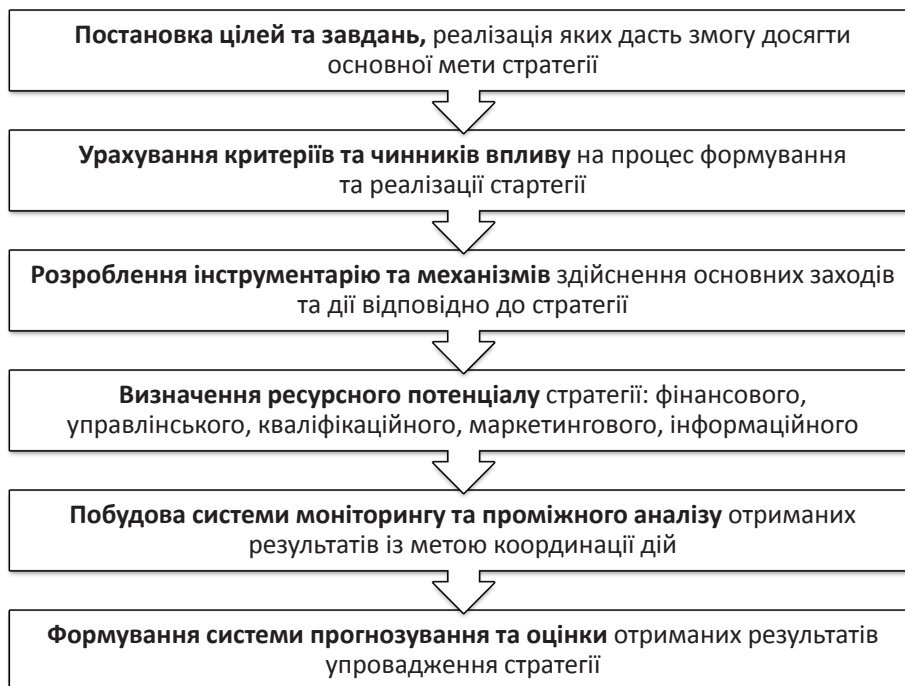 Постановка цілей та завдань, реалізація яких дасть змогу досягти
основної мети стратегії
Урахування критеріїв та чинників впливу на процес формування
та реалізації стартегії
Розроблення інструментарію та механізмів здійснення основних заходів
та дії відповідно до стратегії
Визначення ресурсного потенціалу стратегії: фінансового,
управлінського, кваліфікаційного, маркетингового, інформаційного
Побудова системи моніторингу та проміжного аналізу отриманих
результатів із метою координації дій
Формування системи прогнозування та оцінки отриманих результатів
упровадження стратегії